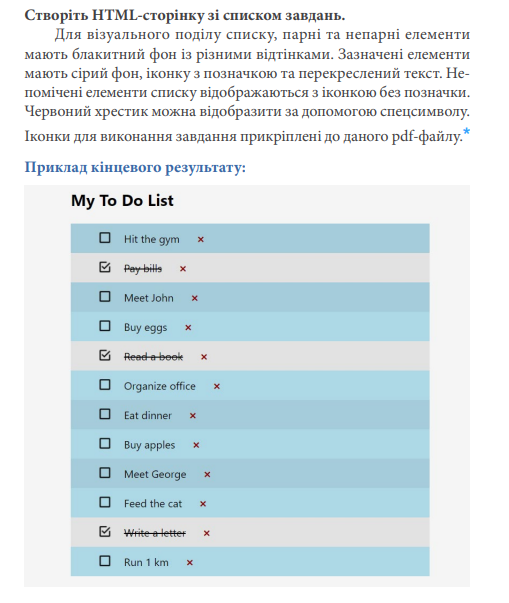 Створіть HTML-сторінку зі списком завдань.
Для візуального поділу списку, парні та непарні елементи
мають блакитний фон із різними відтінками. Зазначені елементи
мають сірий фон, іконку з позначкою та перекреслений текст. Не-
помічені елементи списку відображаються з іконкою без позначки.
Червоний хрестик можна відобразити за допомогою спецсимволу.
Іконки для виконання завдання прикріплені до даного pdf-файлу.*
Приклад кінцевого результату:
My To Do List
Hit the gym ×
Pay bills ×
Meet John ×
Buy eggs ×
Read a book ×
Organize office ×
Eat dinner ×
Buy apples ×
Meet George ×
Feed the cat ×
Write a letter ×
Run 1 km ×